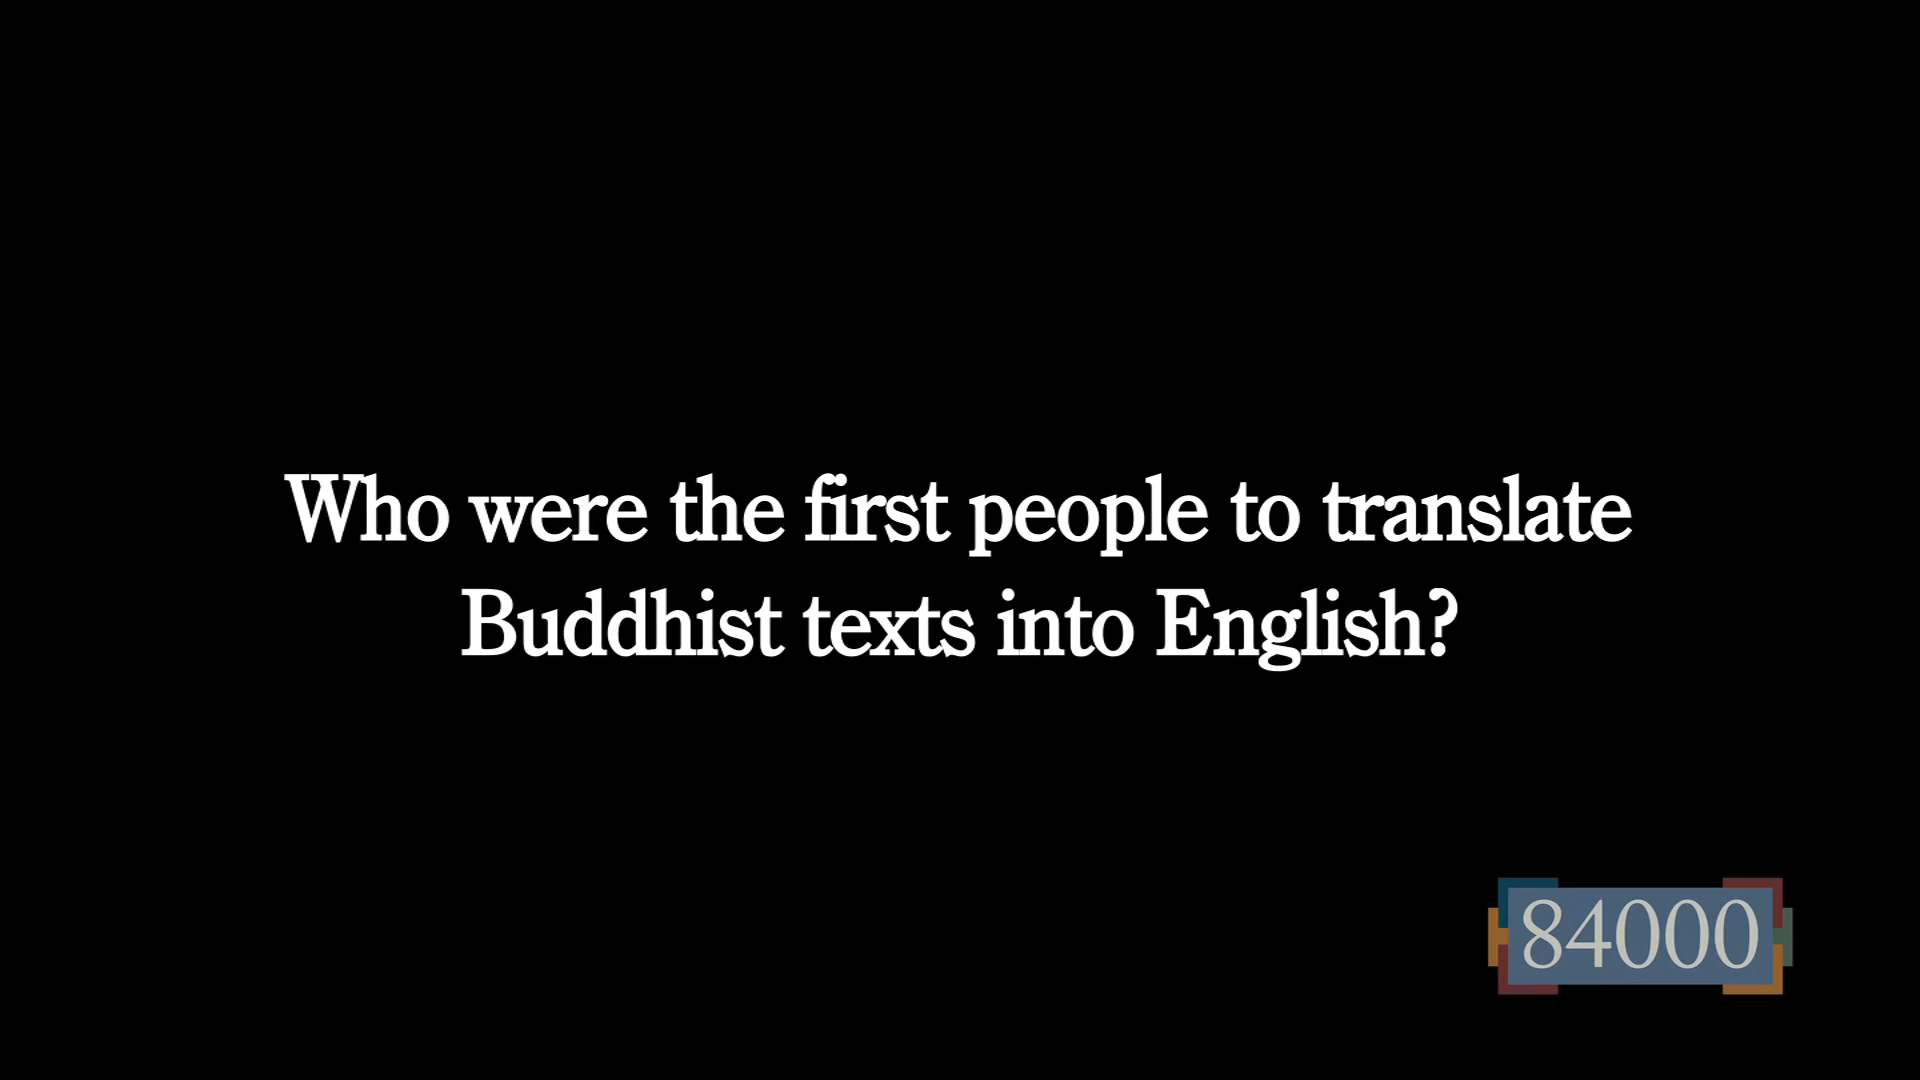 Who were the first people to translate
Buddhist texts into English?
84000